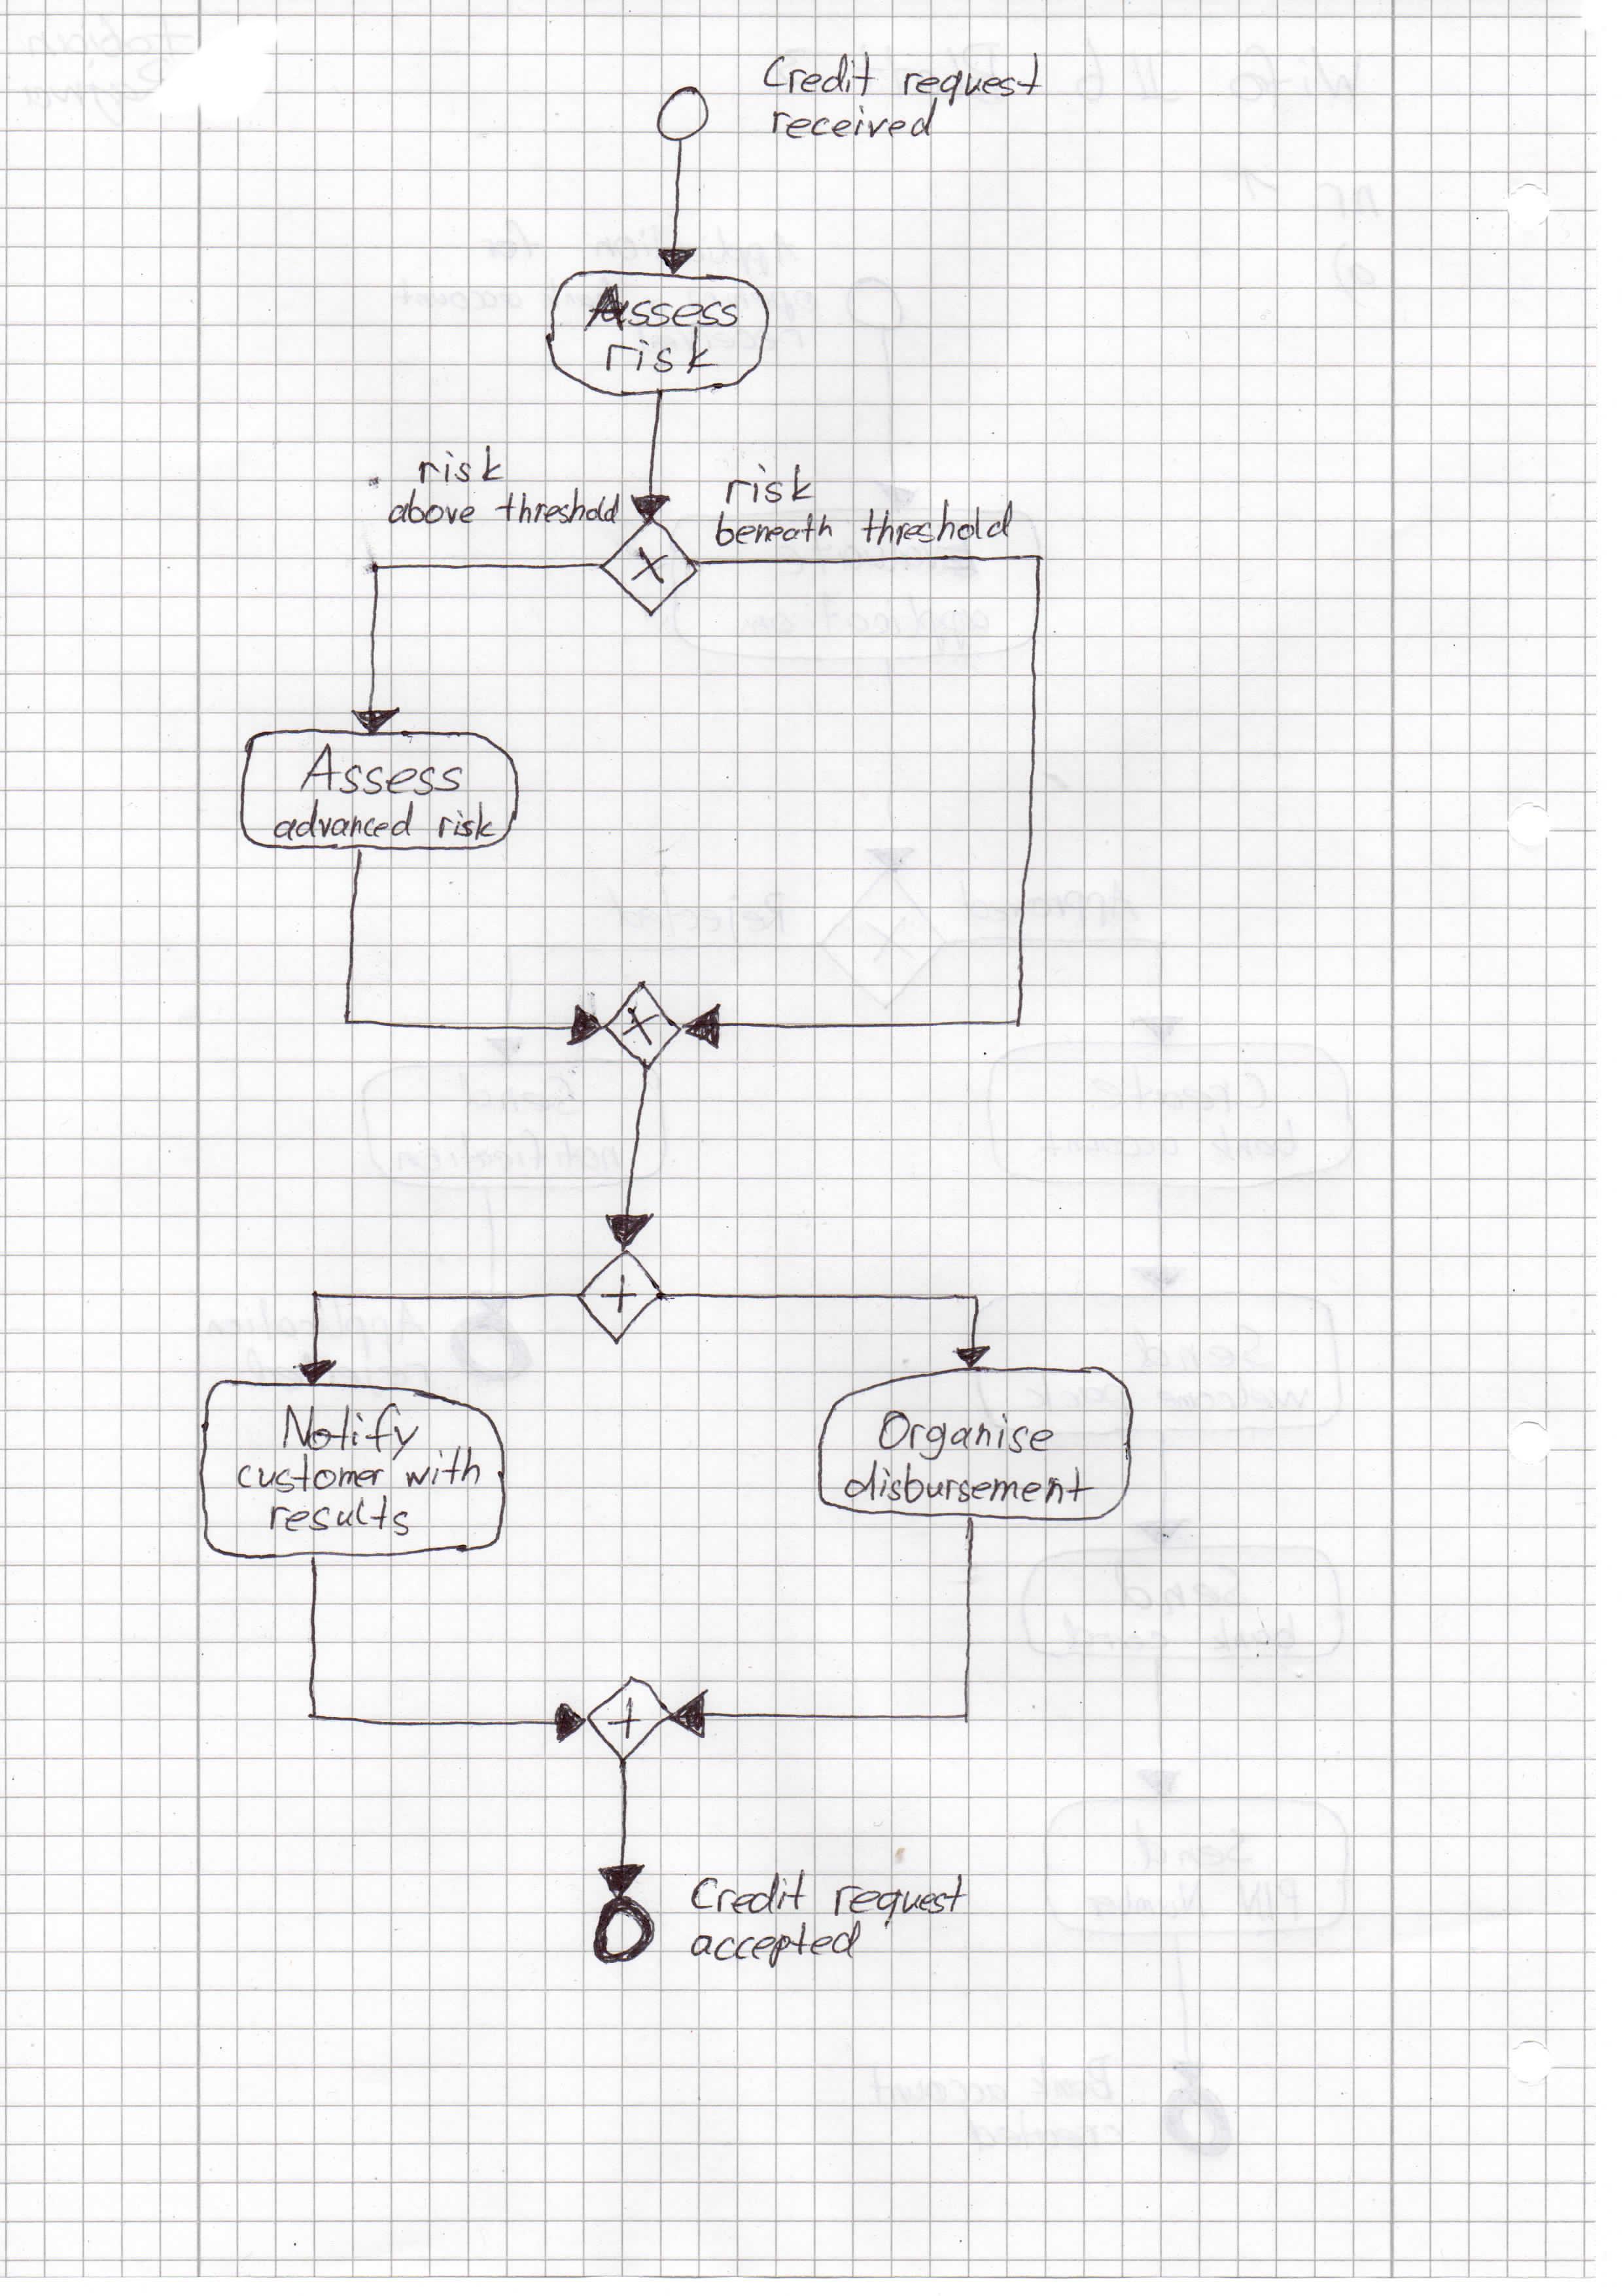 Credit request
received
Assess
risk
risk
above threshold
risk
beneath threshold
X
Assess
advanced risk
X
+
Notify
customer with
results
Organise
disbursement
+
Credit request
accepted